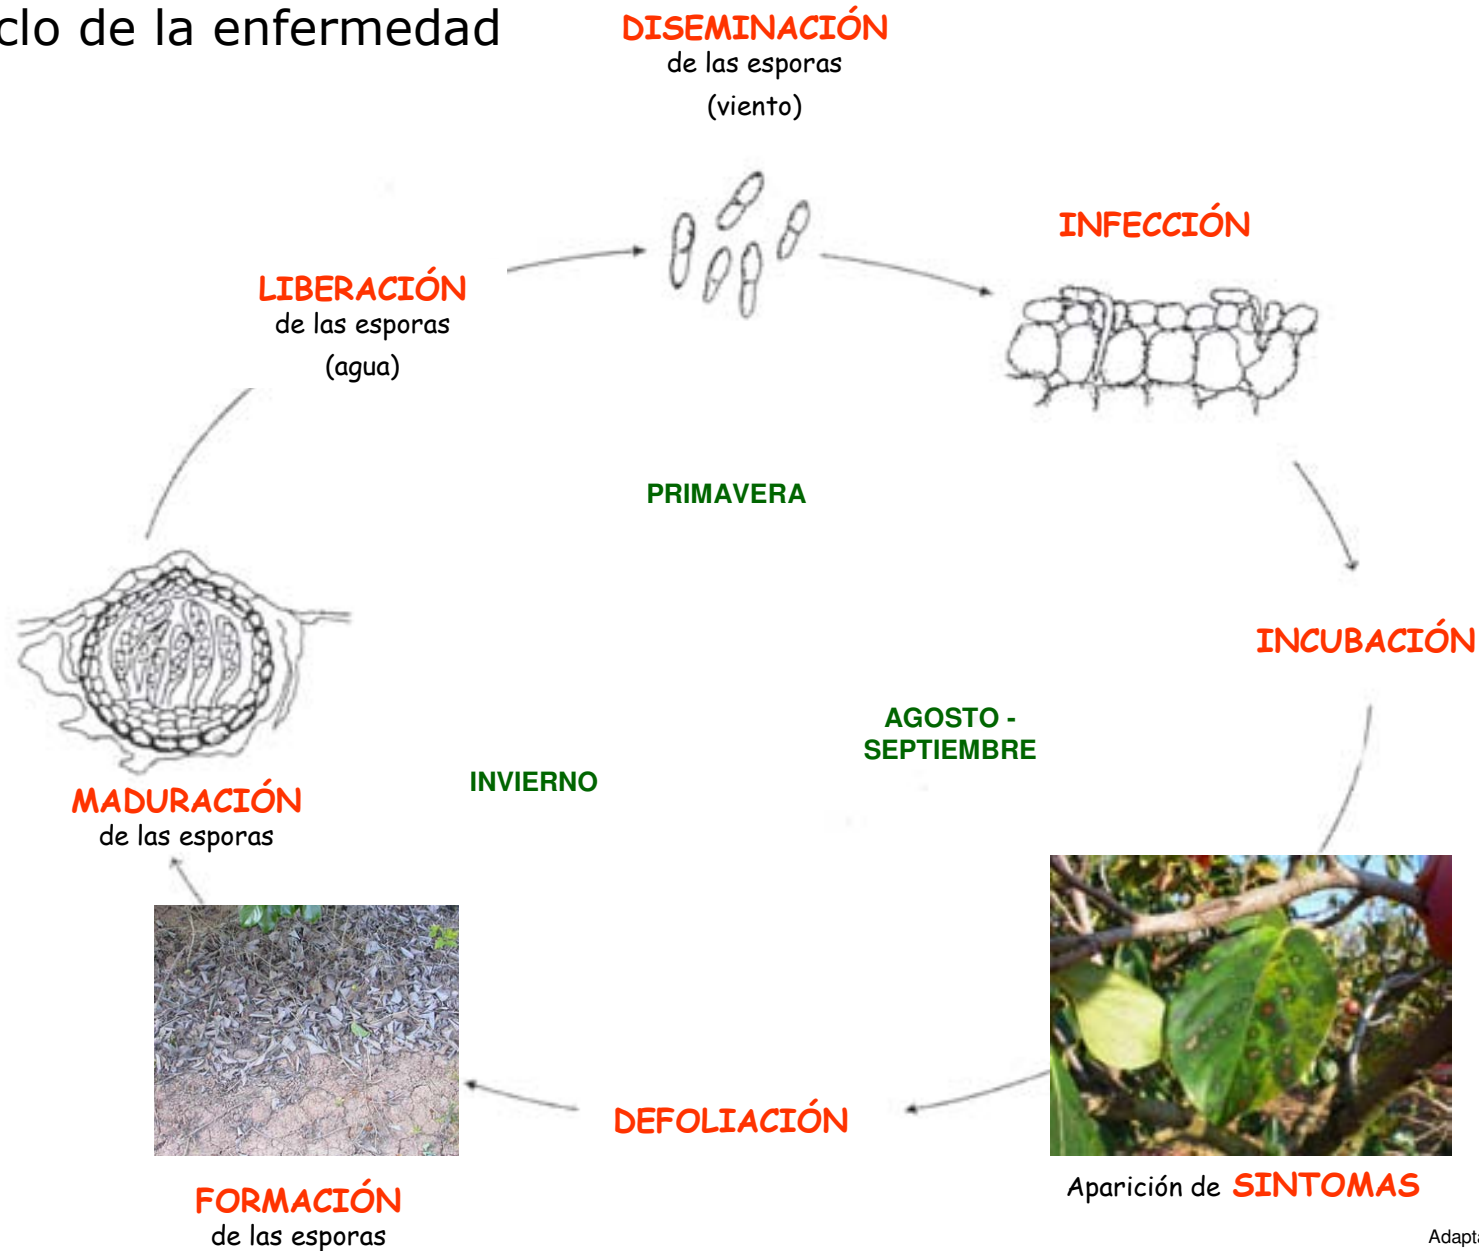 clo de la enfermedad
DISEMINACIÓN
de las esporas
(viento)
INFECCIÓN
LIBERACIÓN
de las esporas
(agua)
PRIMAVERA
INCUBACIÓN
AGOSTO -
SEPTIEMBRE
INVIERNO
MADURACIÓN
de las esporas
DEFOLIACIÓN
Aparición de SINTOMAS
FORMACIÓN
de las esporas
Adapta